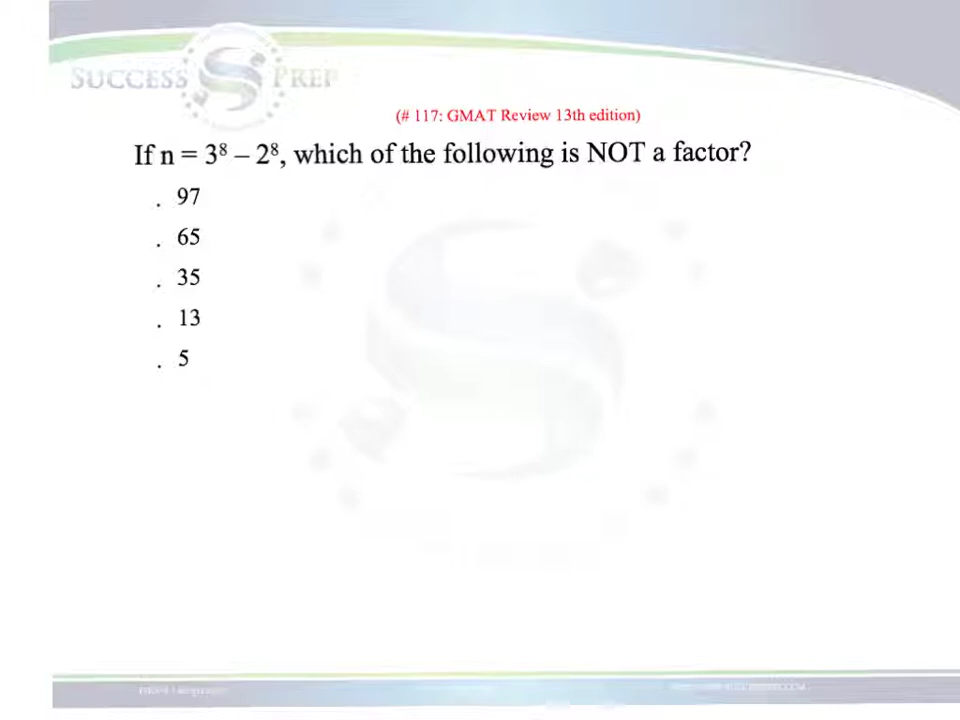 SUCCESS PREP
(# 117: GMAT Review 13th edition)
If n = 3⁸ – 2⁸, which of the following is NOT a factor?
. 97
. 65
. 35
. 13
. 5